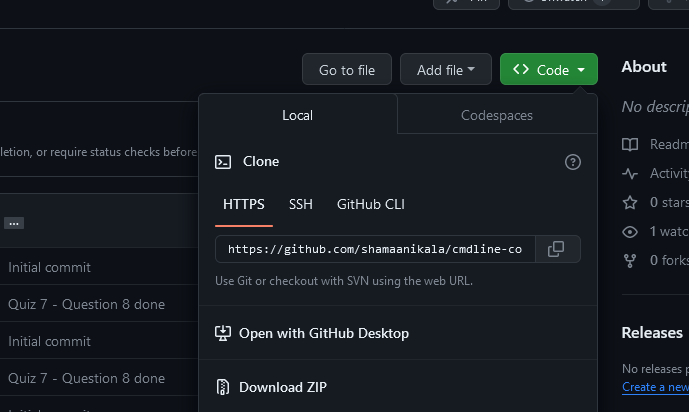 Go to file
Add file
Code
About
No descrip
Local
Codespaces
letion, or require status checks before
Clone
Readm
HTTPS
SSH
GitHub CLI
Activity
0 stars
https://github.com/shamaanikala/cmdline-co
1 watc
...
0 forks
Initial commit
Use Git or checkout with SVN using the web URL.
Quiz 7 - Question 8 done
Open with GitHub Desktop
Releases
Initial commit
No releases p
Quiz 7 - Question 8 done
Download ZIP
Create a new